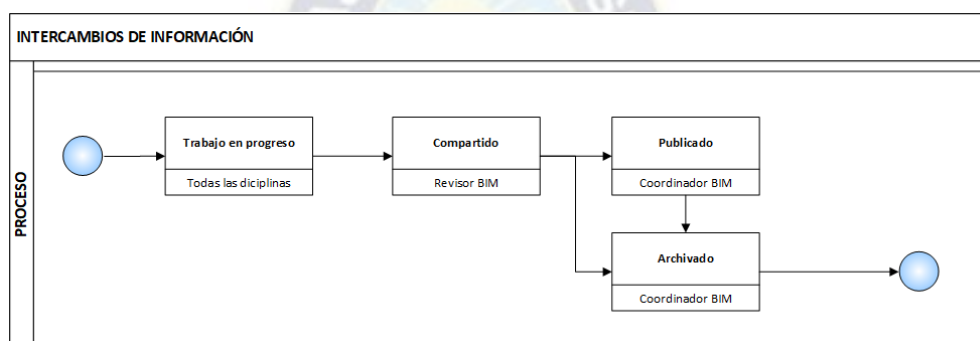 INTERCAMBIOS DE INFORMACIÓN
PROCESO
Trabajo en progreso
Todas las diciplinas
Compartido
Revisor BIM
Publicado
Coordinador BIM
Archivado
Coordinador BIM